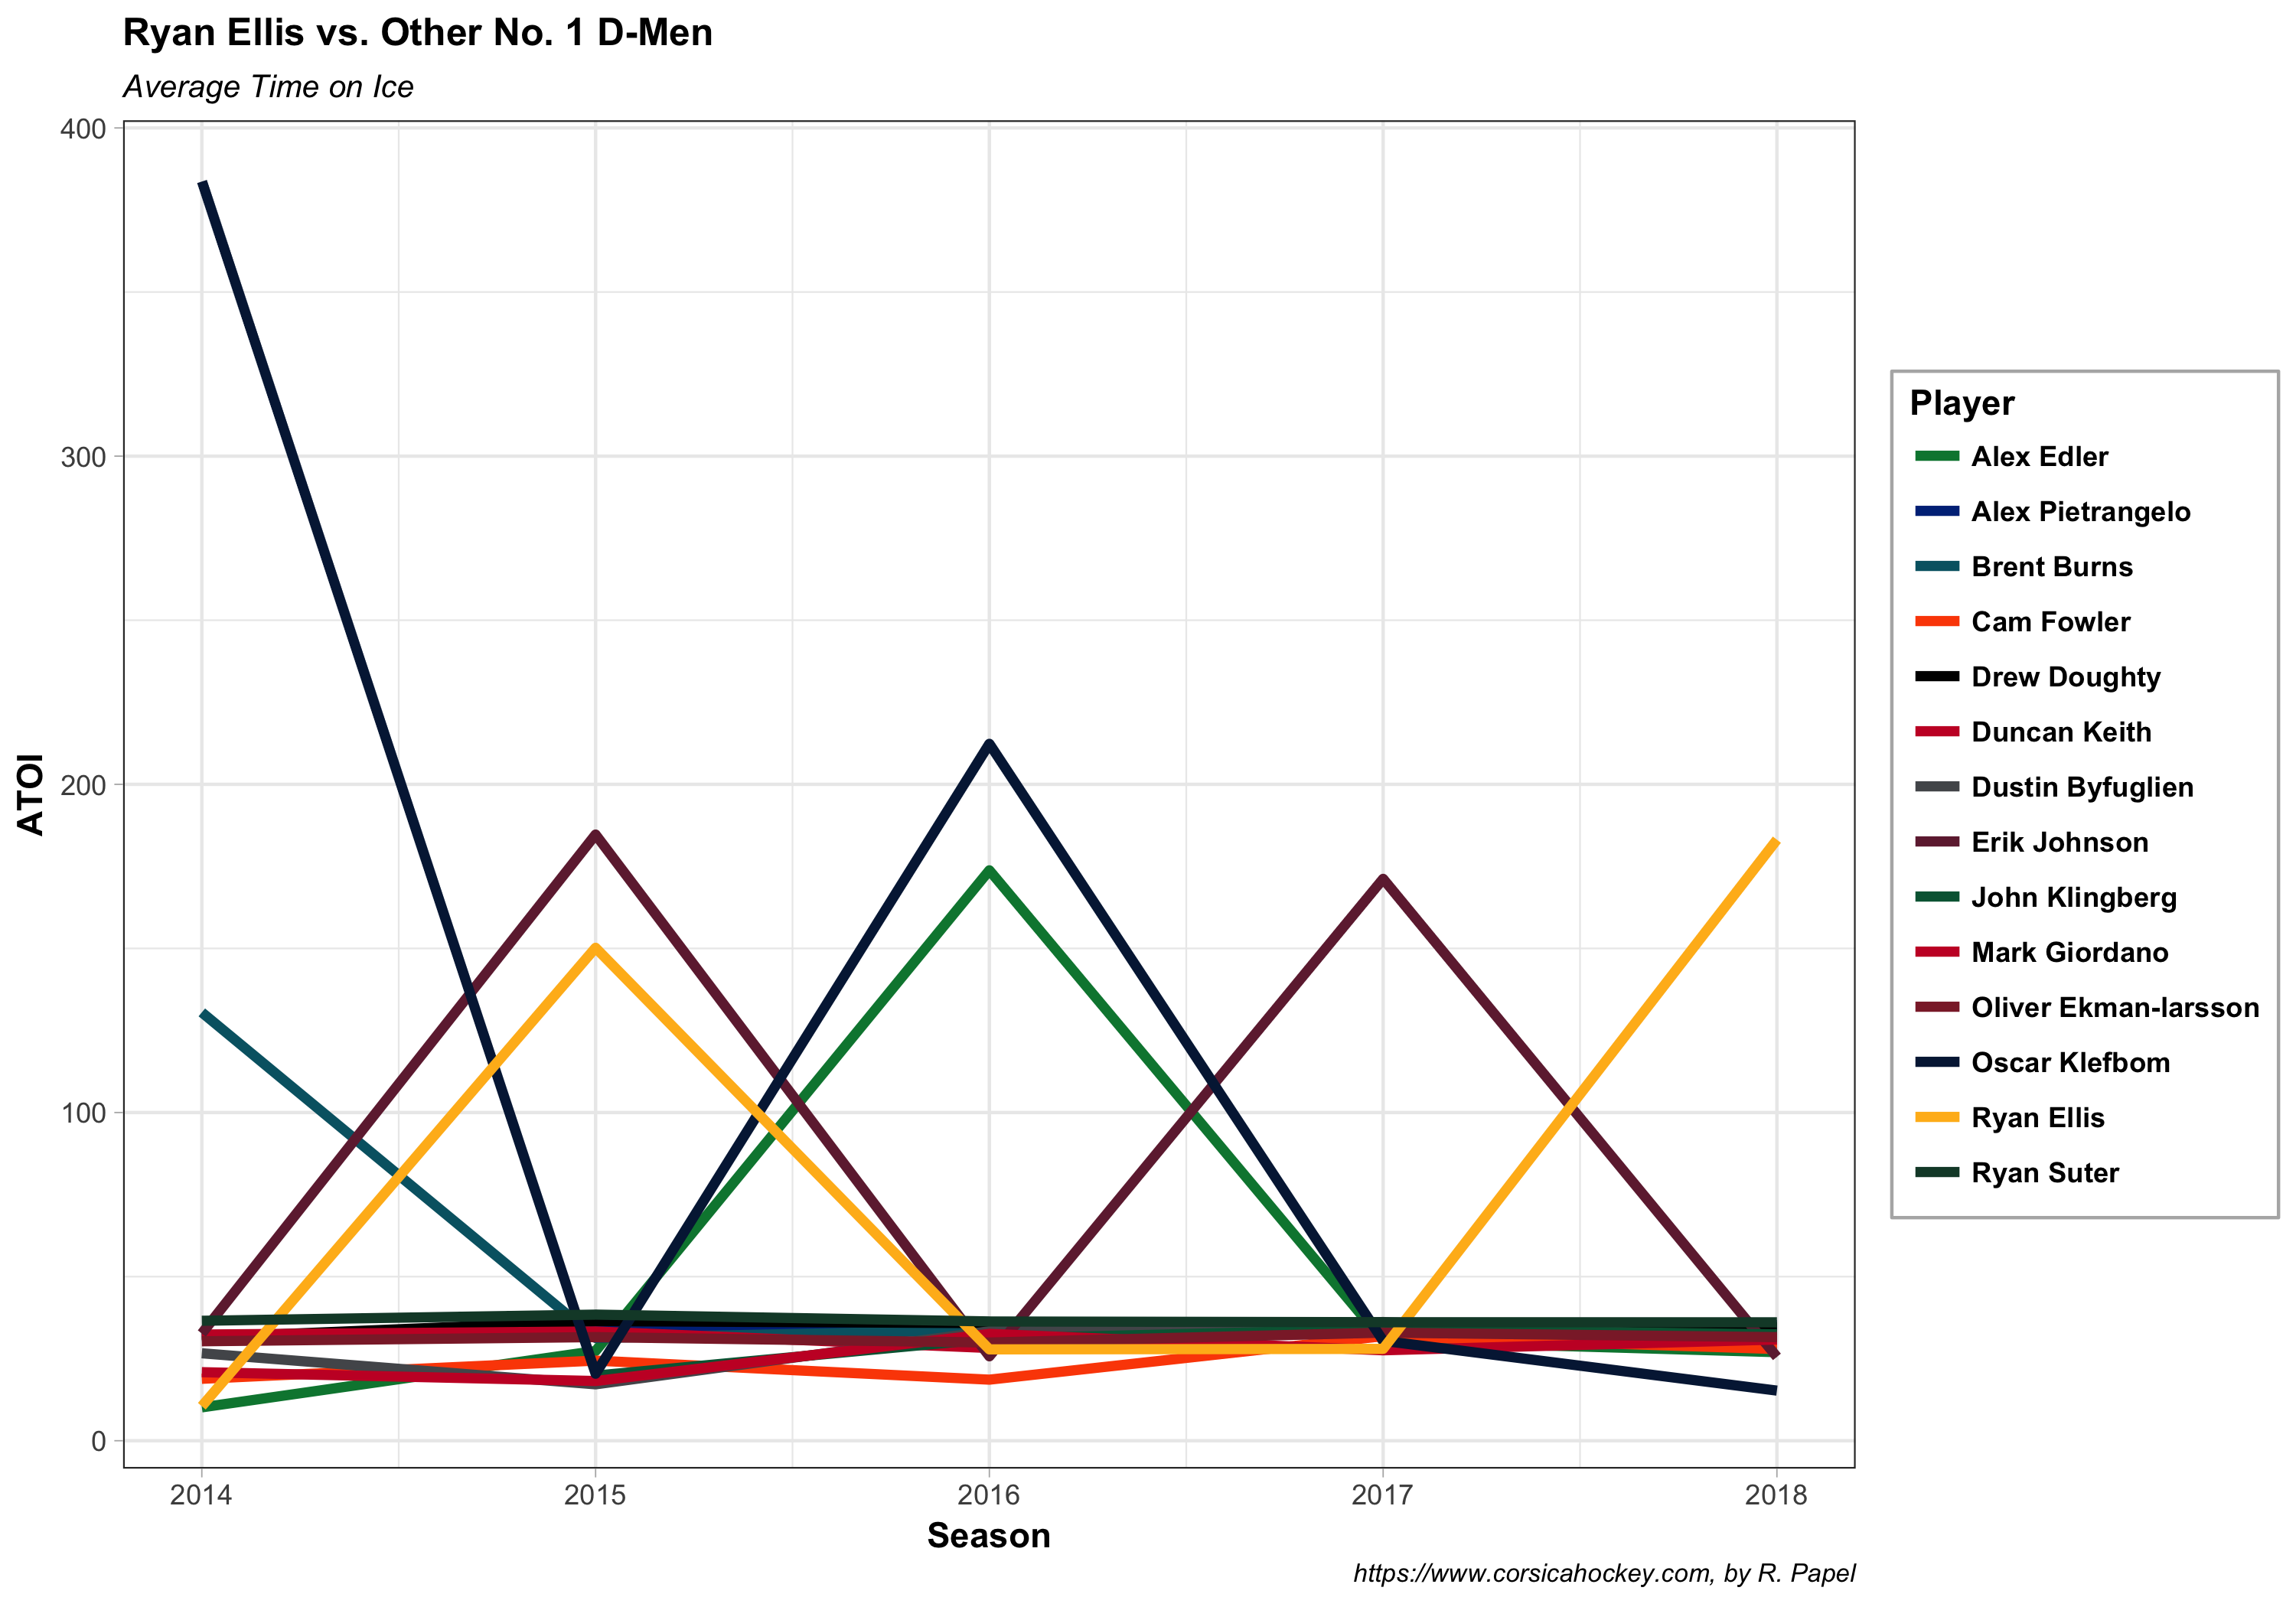 Ryan Ellis vs. Other No. 1 D-Men
Average Time on Ice
400
300
200
100
0
ATOI
2014 2015 2016 2017 2018
Season
Player
Alex Edler
Alex Pietrangelo
Brent Burns
Cam Fowler
Drew Doughty
Duncan Keith
Dustin Byfuglien
Erik Johnson
John Klingberg
Mark Giordano
Oliver Ekman-larsson
Oscar Klefbom
Ryan Ellis
Ryan Suter
https://www.corsicahockey.com, by R. Papel